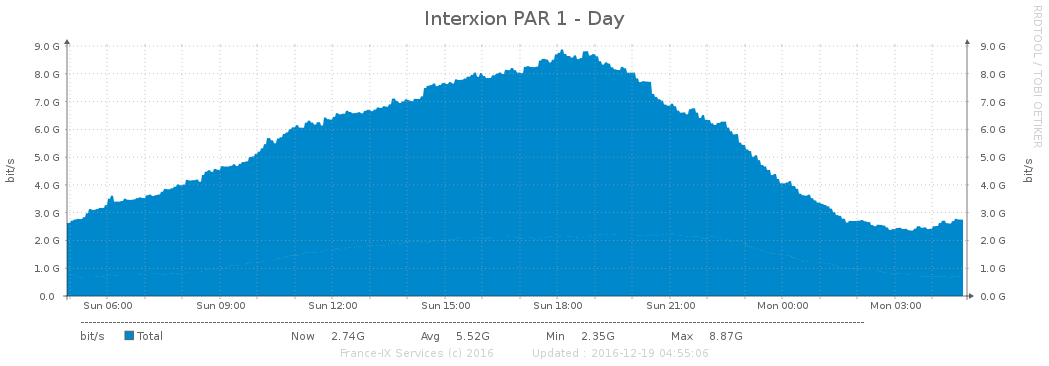 Interxion PAR 1 - Day
RRDTOOL / TOBI OETIKER
bit/s
9.0 G 9.0 G
8.0 G 8.0 G
7.0 G 7.0 G
6.0 G 6.0 G
5.0 G 5.0 G
4.0 G 4.0 G
3.0 G 3.0 G
2.0 G 2.0 G
1.0 G 1.0 G
0.0 0.0 G
bit/s
Sun 06:00 Sun 09:00 Sun 12:00 Sun 15:00 Sun 18:00 Sun 21:00 Mon 00:00 Mon 03:00
bit/s Total Now 2.74G Avg 5.52G Min 2.35G Max 8.87G
France-IX Services (c) 2016 Updated : 2016-12-19 04:55:06